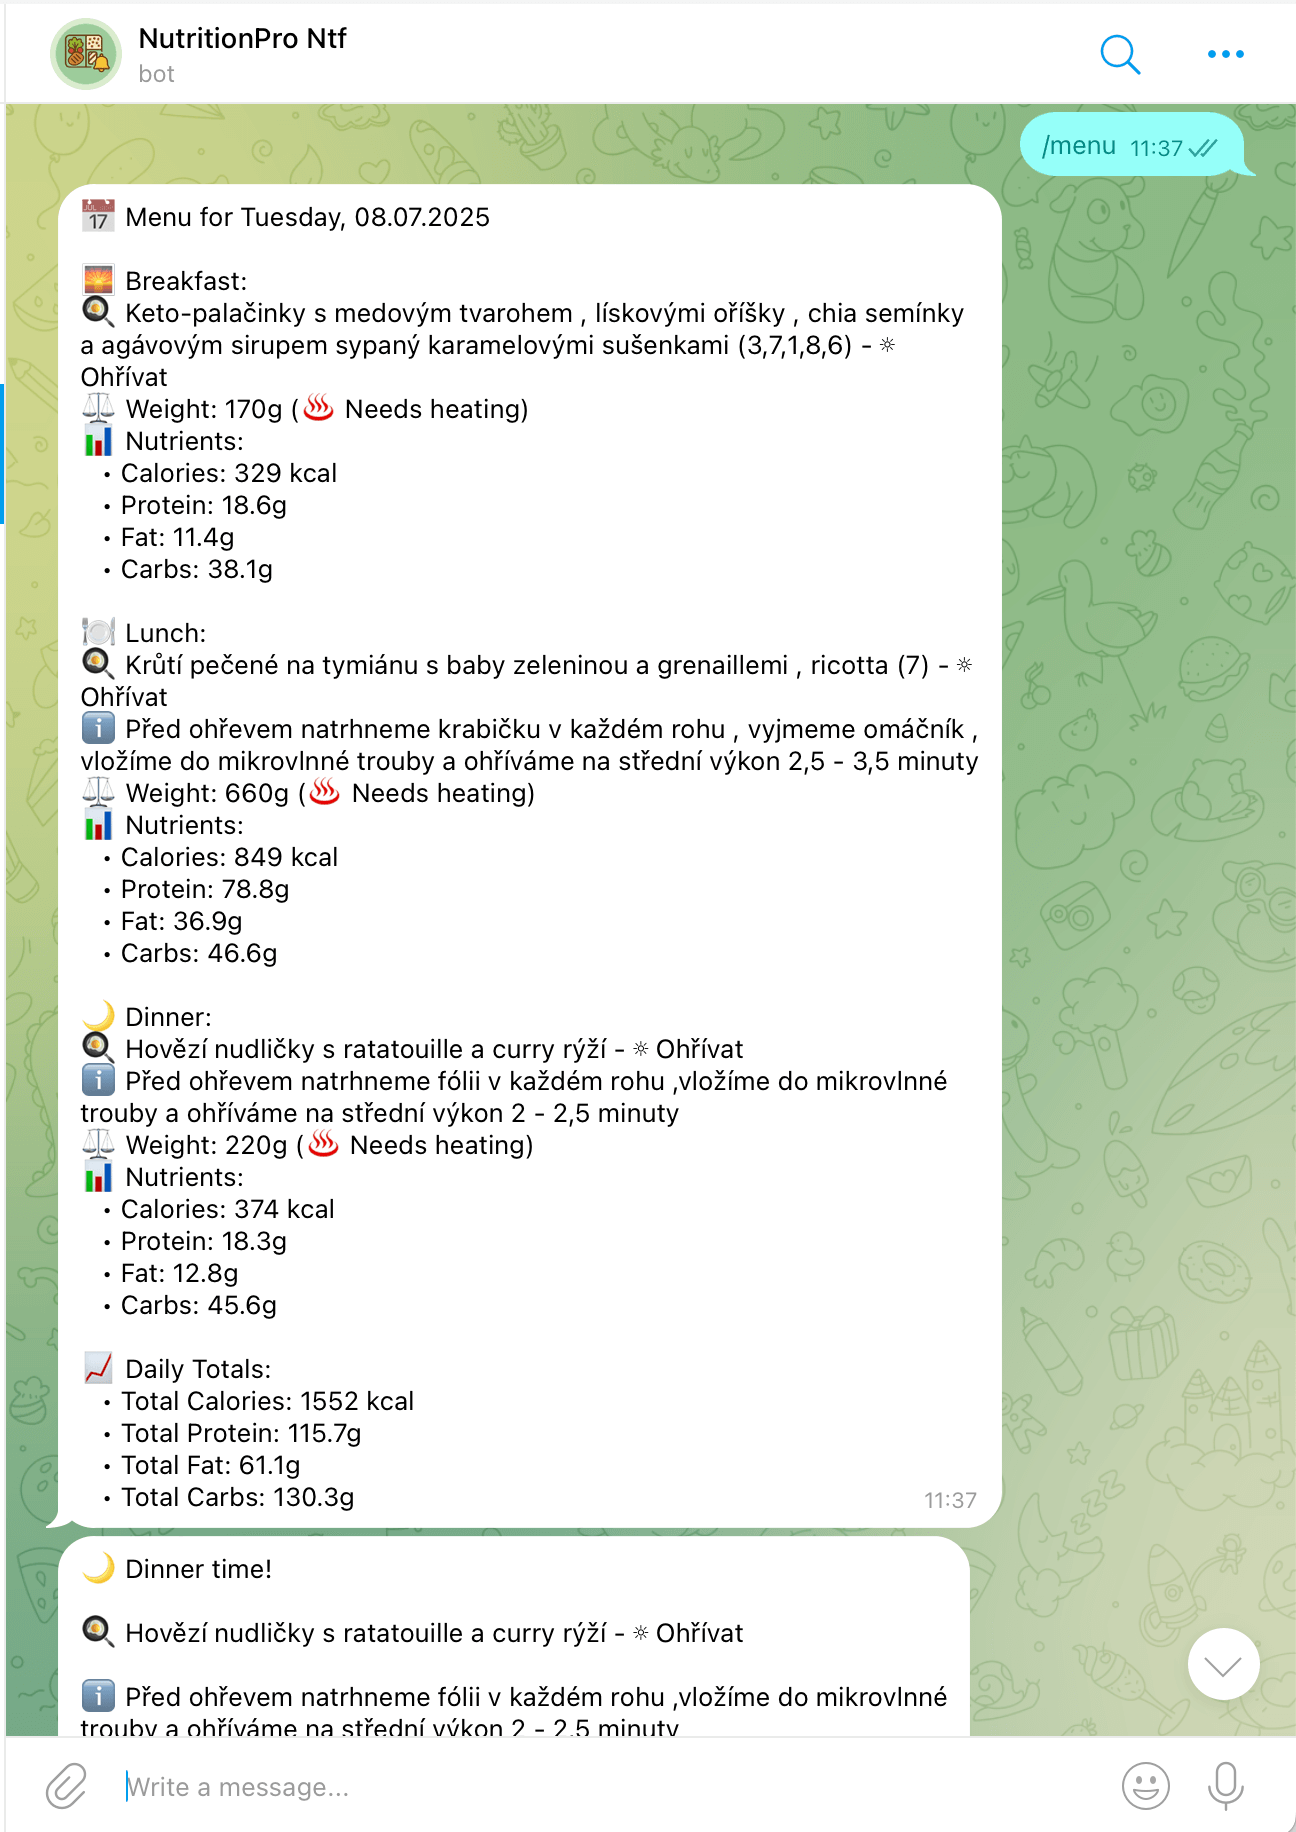 NutritionPro Ntf
bot
/menu 11:37
JUL 17 Menu for Tuesday, 08.07.2025
Breakfast:
Keto-palačinky s medovým tvarohem , lískovými oříšky , chia semínky
a agávovým sirupem sypaný karamelovými sušenkami (3,7,1,8,6) - ☼
Ohřívat
Weight: 170g (♨ Needs heating)
Nutrients:
• Calories: 329 kcal
• Protein: 18.6g
• Fat: 11.4g
• Carbs: 38.1g
Lunch:
Krůtí pečené na tymiánu s baby zeleninou a grenaillemi , ricotta (7) - ☼
Ohřívat
i Před ohřevem natrhneme krabičku v každém rohu , vyjmeme omáčník ,
vložíme do mikrovlnné trouby a ohříváme na střední výkon 2,5 - 3,5 minuty
Weight: 660g (♨ Needs heating)
Nutrients:
• Calories: 849 kcal
• Protein: 78.8g
• Fat: 36.9g
• Carbs: 46.6g
Dinner:
Hovězí nudličky s ratatouille a curry rýží - ☼ Ohřívat
i Před ohřevem natrhneme fólii v každém rohu ,vložíme do mikrovlnné
trouby a ohříváme na střední výkon 2 - 2,5 minuty
Weight: 220g (♨ Needs heating)
Nutrients:
• Calories: 374 kcal
• Protein: 18.3g
• Fat: 12.8g
• Carbs: 45.6g
Daily Totals:
• Total Calories: 1552 kcal
• Total Protein: 115.7g
• Total Fat: 61.1g
• Total Carbs: 130.3g
11:37
Dinner time!
Hovězí nudličky s ratatouille a curry rýží - ☼ Ohřívat
i Před ohřevem natrhneme fólii v každém rohu ,vložíme do mikrovlnné
trouby a ohříváme na střední výkon 2 - 2,5 minuty
Write a message...